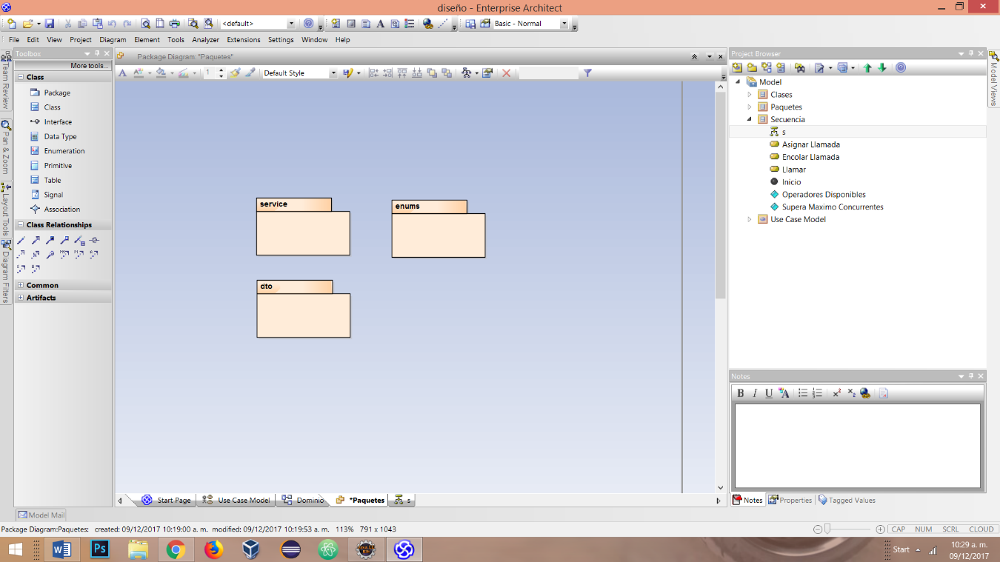 diseño - Enterprise Architect
<default>
Basic - Normal
File Edit View Project Diagram Element Tools Analyzer Extensions Settings Window Help
Team Review
Pan & Zoom
Layout Tools
Diagram Filters
Toolbox
More tools...
Class
Package
Class
Interface
Data Type
Enumeration
Primitive
Table
Signal
Association
Class Relationships
Common
Artifacts
Package Diagram: "Paquetes"
1 Default Style
service
enums
dto
Start Page Use Case Model Dominio *Paquetes s
Project Browser
Model
Clases
Paquetes
Secuencia
s
Asignar Llamada
Encolar Llamada
Llamar
Inicio
Operadores Disponibles
Supera Maximo Concurrentes
Use Case Model
Model Views
Notes
B I U A
Notes Properties Tagged Values
Model Mail
Package Diagram:Paquetes: created: 09/12/2017 10:19:00 a. m. modified: 09/12/2017 10:19:53 a. m. 113% 791 x 1043
CAP NUM SCRL CLOUD
Start
10:29 a. m.
09/12/2017